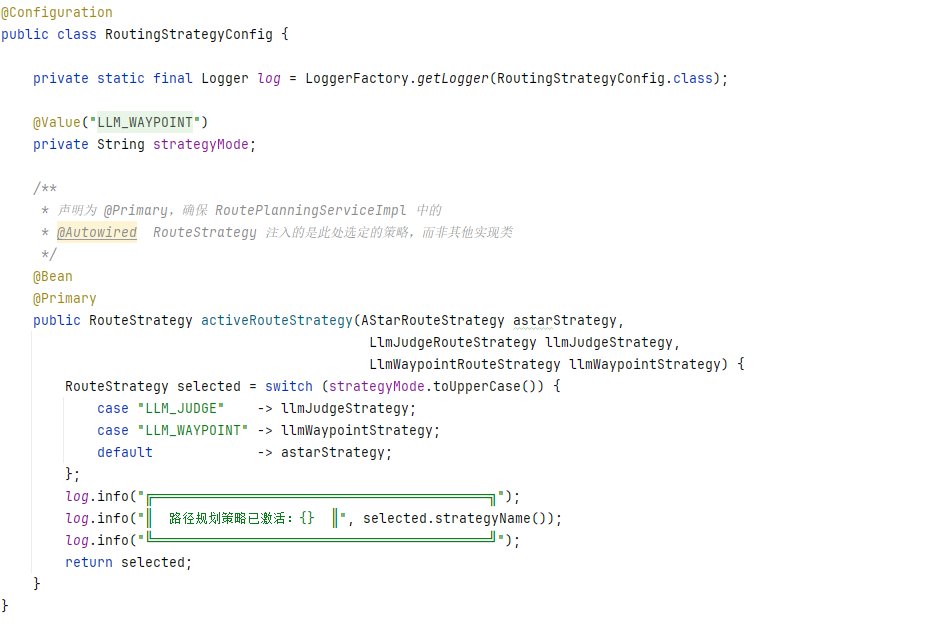 @Configuration
public class RoutingStrategyConfig {
private static final Logger log = LoggerFactory.getLogger(RoutingStrategyConfig.class);
@Value("LLM_WAYPOINT")
private String strategyMode;
/**
* 声明为 @Primary，确保 RoutePlanningServiceImpl 中的
* @Autowired  RouteStrategy 注入的是此处选定的策略，而非其他实现类
*/
@Bean
@Primary
public RouteStrategy activeRouteStrategy(AStarRouteStrategy astarStrategy,
LlmJudgeRouteStrategy llmJudgeStrategy,
LlmWaypointRouteStrategy llmWaypointStrategy) {
RouteStrategy selected = switch (strategyMode.toUpperCase()) {
case "LLM_JUDGE"    -> llmJudgeStrategy;
case "LLM_WAYPOINT" -> llmWaypointStrategy;
default             -> astarStrategy;
};
log.info("╔══════════════════════════════════════════╗");
log.info("║  路径规划策略已激活：{}  ║", selected.strategyName());
log.info("╚══════════════════════════════════════════╝");
return selected;
}
}